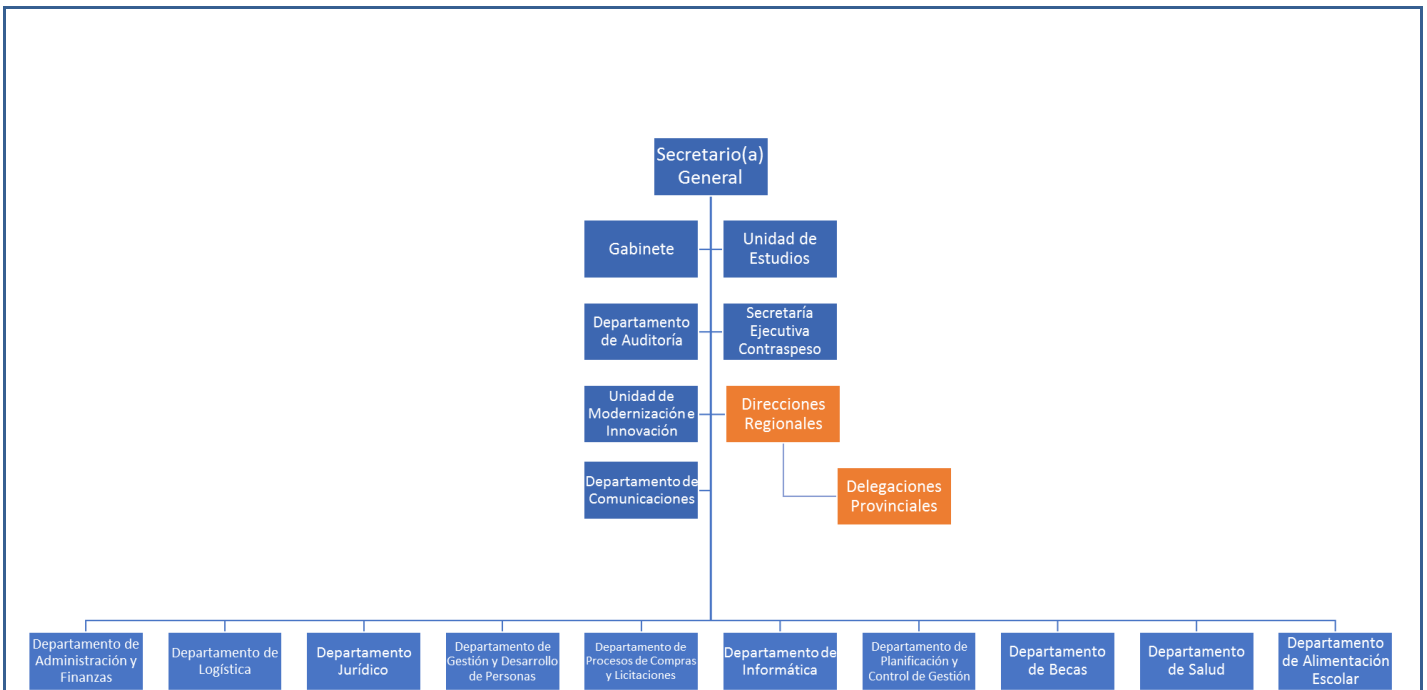 Secretario(a)
General
Gabinete
Unidad de
Estudios
Departamento
de Auditoría
Secretaría
Ejecutiva
Contraspeso
Unidad de
Modernización e
Innovación
Direcciones
Regionales
Departamento de
Comunicaciones
Delegaciones
Provinciales
Departamento de
Administración y
Finanzas
Departamento de
Logística
Departamento
Jurídico
Departamento de
Gestión y Desarrollo
de Personas
Departamento de
Procesos de Compras
y Licitaciones
Departamento de
Informática
Departamento de
Planificación y
Control de Gestión
Departamento
de Becas
Departamento
de Salud
Departamento
de Alimentación
Escolar